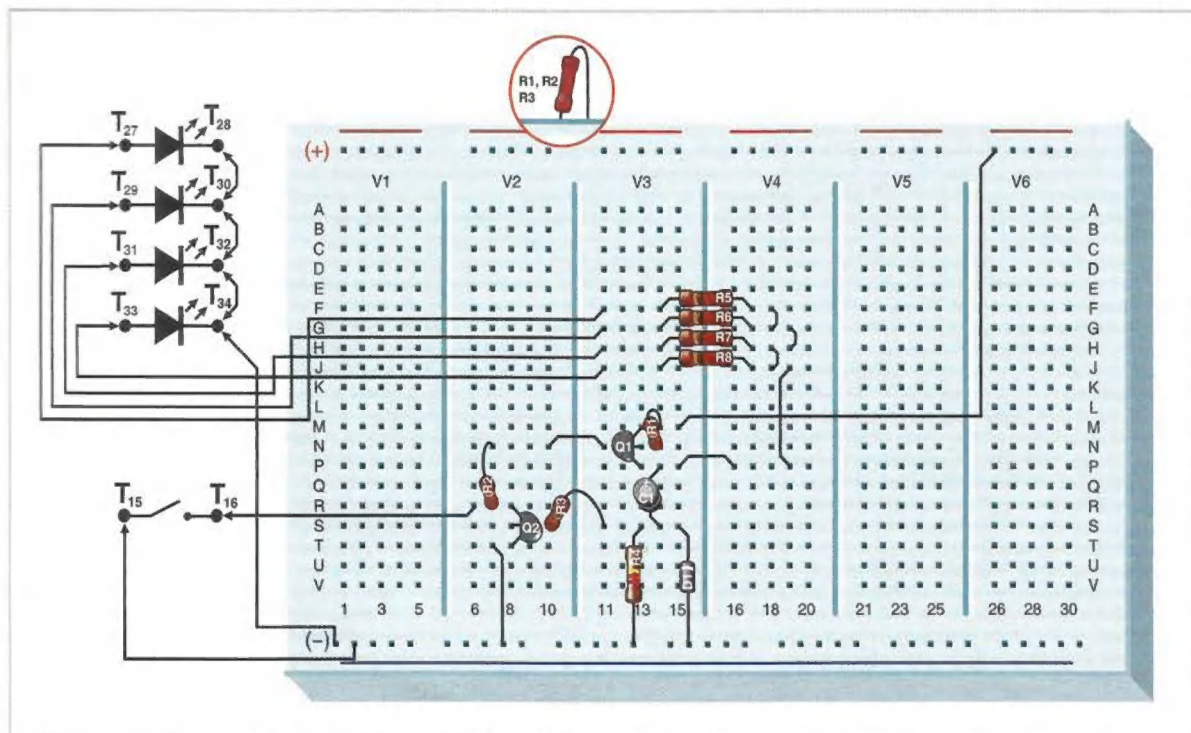 R1, R2
R3
T27 T28
T29 T30
T31 T32
T33 T34
T15 T16
(+)
V1 V2 V3 V4 V5 V6
A A
B B
C C
D D
E E
F R5 F
G R6 G
H R7 H
J R8 J
K K
L L
M R1 M
N Q1 N
P P
Q R2 Q
R R3 R
S Q2 S
T T
U R4 U
V D1 V
1 3 5 6 8 10 11 13 15 16 18 20 21 23 25 26 28 30
(−)